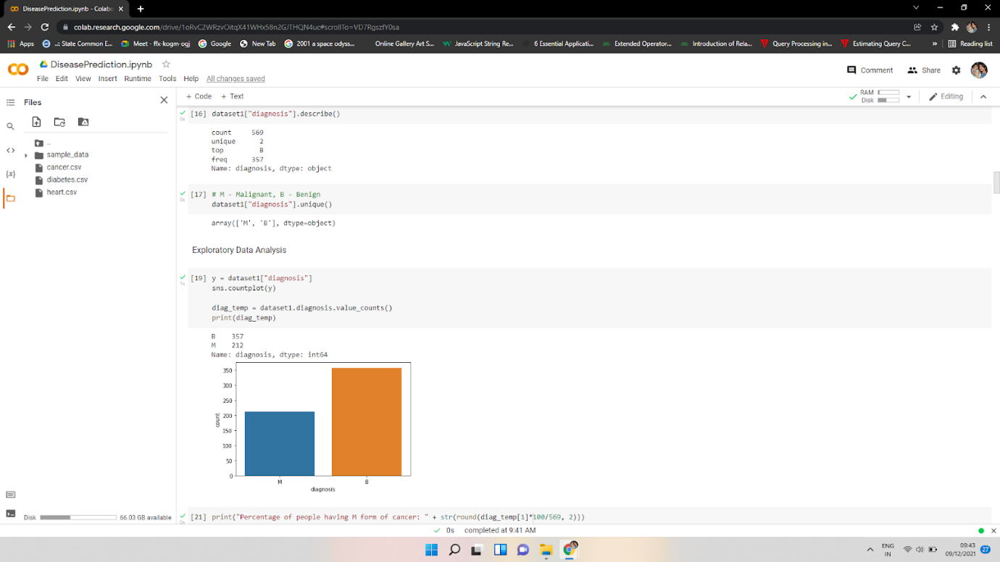 DiseasePrediction.ipynb - Colab
colab.research.google.com/drive/1oRvC2WRzvOitqX41WHx58n2GJTHQN4uc#scrollTo=VD7RgszfY0sa
Apps ..: State Common E... Meet - ffx-kogm-ogj Google New Tab 2001 a space odys... Online Gallery Art S... JavaScript String Re... 6 Essential Applicati... Extended Operator... Introduction of Rela... Query Processing in... Estimating Query C... » Reading list
DiseasePrediction.ipynb
Comment Share
File Edit View Insert Runtime Tools Help All changes saved
Files
+ Code + Text
RAM
Disk
Editing
..
sample_data
cancer.csv
diabetes.csv
heart.csv
{x}
0s
[16] dataset1["diagnosis"].describe()
count 569
unique 2
top B
freq 357
Name: diagnosis, dtype: object
0s
[17] # M - Malignant, B - Benign
dataset1["diagnosis"].unique()
array(['M', 'B'], dtype=object)
Exploratory Data Analysis
1s
[19] y = dataset1["diagnosis"]
sns.countplot(y)
diag_temp = dataset1.diagnosis.value_counts()
print(diag_temp)
B 357
M 212
Name: diagnosis, dtype: int64
350
300
250
200
150
100
50
0
count
M B
diagnosis
Disk 66.03 GB available
0s
[21] print("Percentage of people having M form of cancer: " + str(round(diag_temp[1]*100/569, 2)))
0s completed at 9:41 AM
ENG
IN
09:43
09/12/2021
27